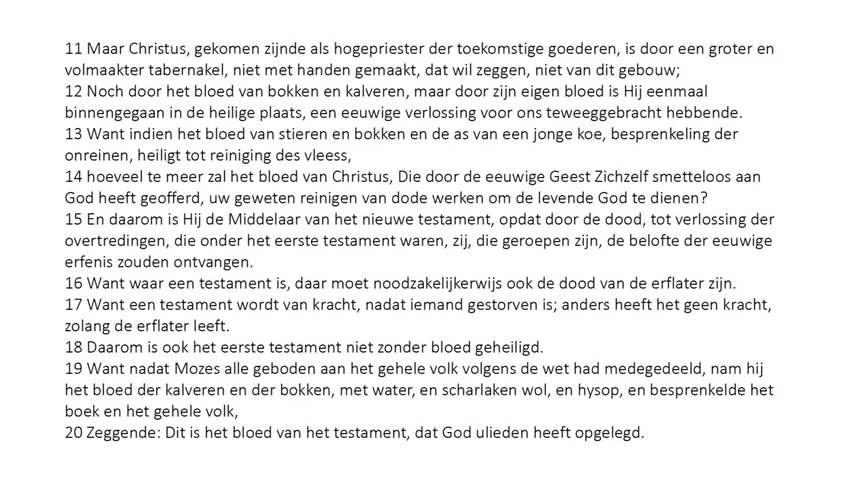 11 Maar Christus, gekomen zijnde als hogepriester der toekomstige goederen, is door een groter en
volmaakter tabernakel, niet met handen gemaakt, dat wil zeggen, niet van dit gebouw;
12 Noch door het bloed van bokken en kalveren, maar door zijn eigen bloed is Hij eenmaal
binnengegaan in de heilige plaats, een eeuwige verlossing voor ons teweeggebracht hebbende.
13 Want indien het bloed van stieren en bokken en de as van een jonge koe, besprenkeling der
onreinen, heiligt tot reiniging des vleess,
14 hoeveel te meer zal het bloed van Christus, Die door de eeuwige Geest Zichzelf smetteloos aan
God heeft geofferd, uw geweten reinigen van dode werken om de levende God te dienen?
15 En daarom is Hij de Middelaar van het nieuwe testament, opdat door de dood, tot verlossing der
overtredingen, die onder het eerste testament waren, zij, die geroepen zijn, de belofte der eeuwige
erfenis zouden ontvangen.
16 Want waar een testament is, daar moet noodzakelijkerwijs ook de dood van de erflater zijn.
17 Want een testament wordt van kracht, nadat iemand gestorven is; anders heeft het geen kracht,
zolang de erflater leeft.
18 Daarom is ook het eerste testament niet zonder bloed geheiligd.
19 Want nadat Mozes alle geboden aan het gehele volk volgens de wet had medegedeeld, nam hij
het bloed der kalveren en der bokken, met water, en scharlaken wol, en hysop, en besprenkelde het
boek en het gehele volk,
20 Zeggende: Dit is het bloed van het testament, dat God ulieden heeft opgelegd.